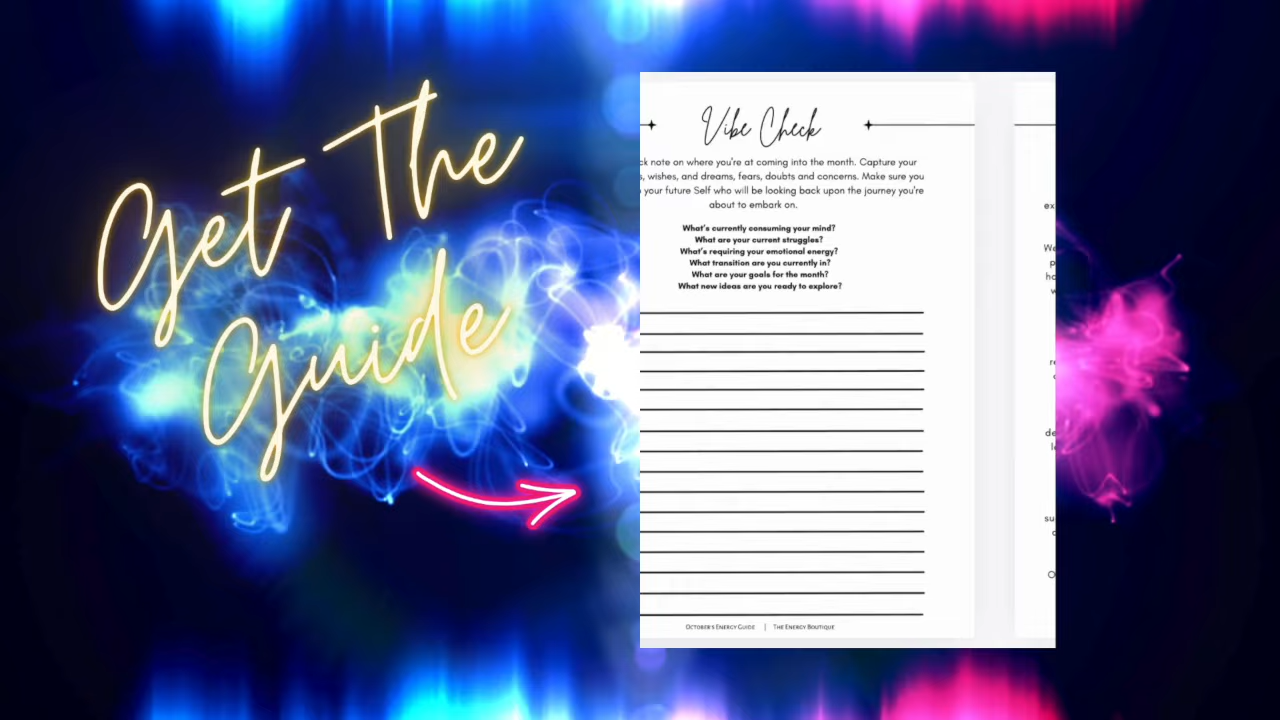 Get The
Guide
Vibe Check
note on where you're at coming into the month. Capture your
wishes, and dreams, fears, doubts and concerns. Make sure you
your future Self who will be looking back upon the journey you're
about to embark on.
What's currently consuming your mind?
What are your current struggles?
What's requiring your emotional energy?
What transition are you currently in?
What are your goals for the month?
What new ideas are you ready to explore?
October's Energy Guide | The Energy Boutique